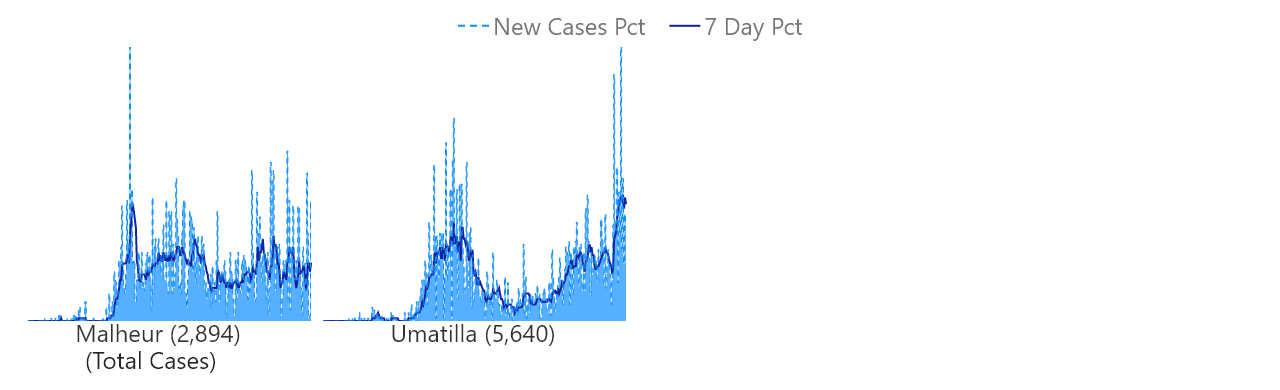 New Cases Pct 7 Day Pct
Malheur (2,894) Umatilla (5,640)
(Total Cases)